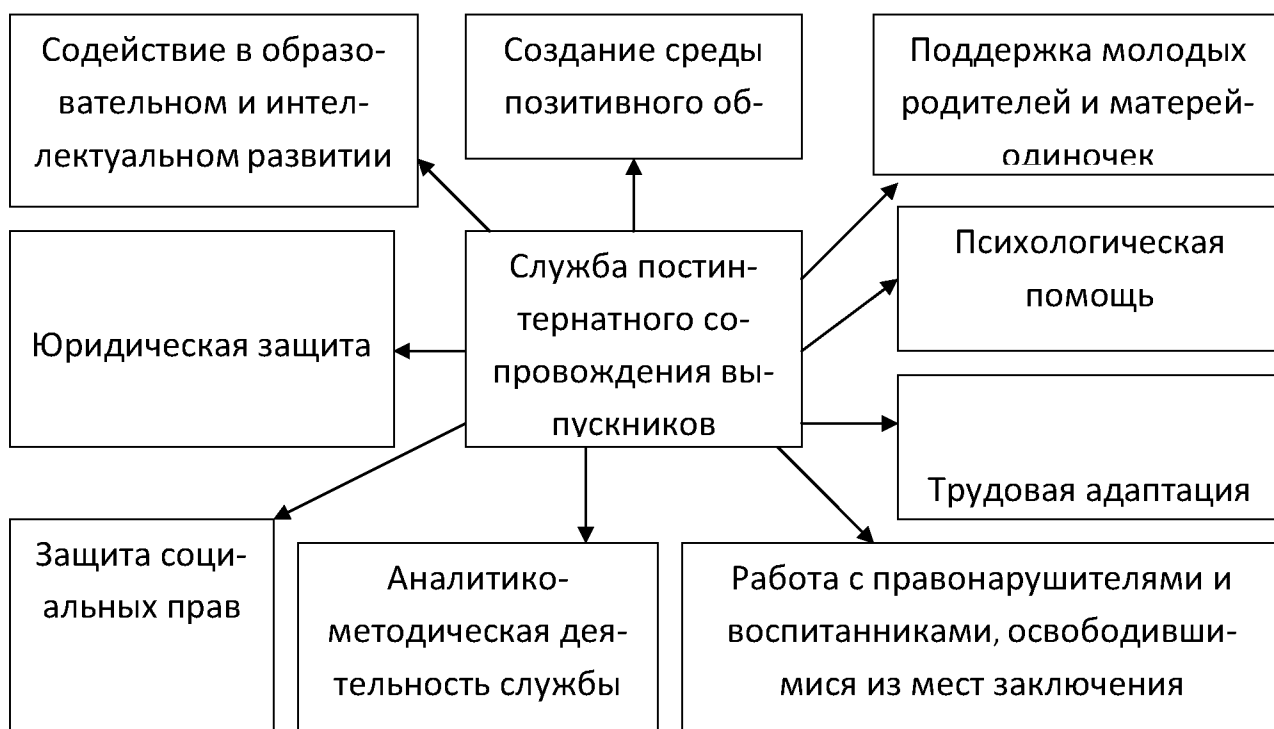 Содействие в образо-
вательном и интел-
лектуальном развитии
Создание среды
позитивного об-
Поддержка молодых
родителей и матерей-
одиночек
Юридическая защита
Служба постин-
тернатного со-
провождения вы-
пускников
Психологическая
помощь
Трудовая адаптация
Защита соци-
альных прав
Аналитико-
методическая дея-
тельность службы
Работа с правонарушителями и
воспитанниками, освободивши-
мися из мест заключения